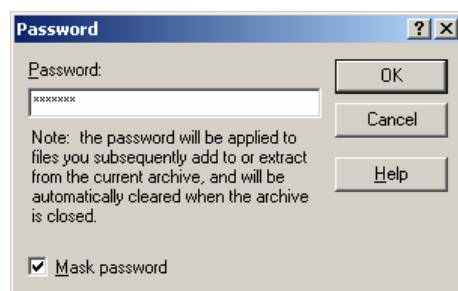 Password
? ×
Password:
OK
×××××××
Cancel
Note: the password will be applied to
files you subsequently add to or extract
from the current archive, and will be
automatically cleared when the archive
is closed.
Help
Mask password